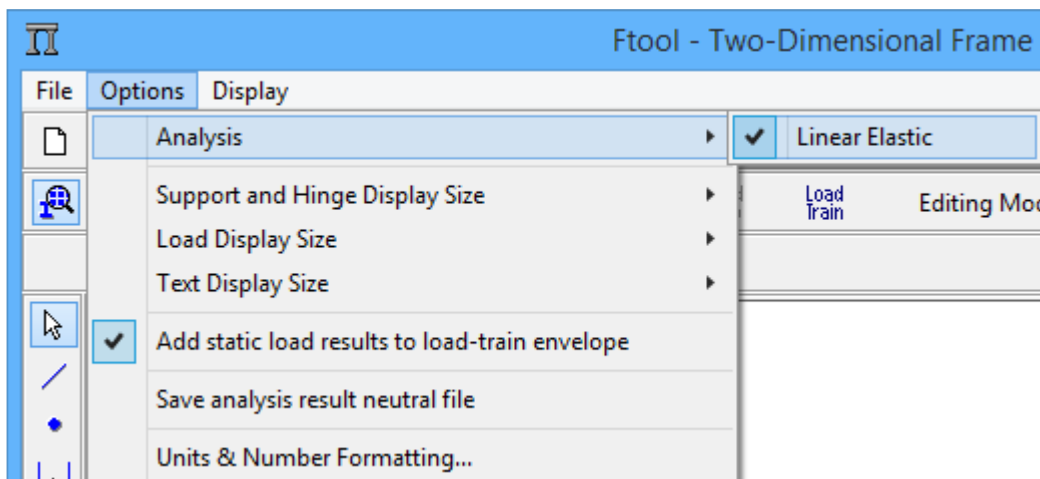 Ftool - Two-Dimensional Frame
File Options Display
Analysis
Linear Elastic
Support and Hinge Display Size
Load Train
Editing Mod
Load Display Size
Text Display Size
Add static load results to load-train envelope
Save analysis result neutral file
Units & Number Formatting...